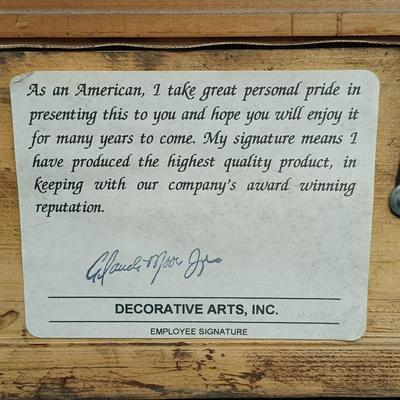 As an American, I take great personal pride in
presenting this to you and hope you will enjoy it
for many years to come. My signature means I
have produced the highest quality product, in
keeping with our company's award winning
reputation.
DECORATIVE ARTS, INC.
EMPLOYEE SIGNATURE